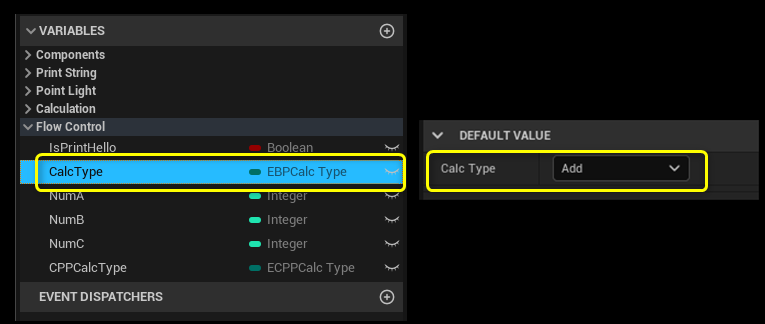 VARIABLES
Components
Print String
Point Light
Calculation
Flow Control
IsPrintHello Boolean
CalcType EBPCalc Type
NumA Integer
NumB Integer
NumC Integer
CPPCalcType ECPPCalc Type
EVENT DISPATCHERS
DEFAULT VALUE
Calc Type Add